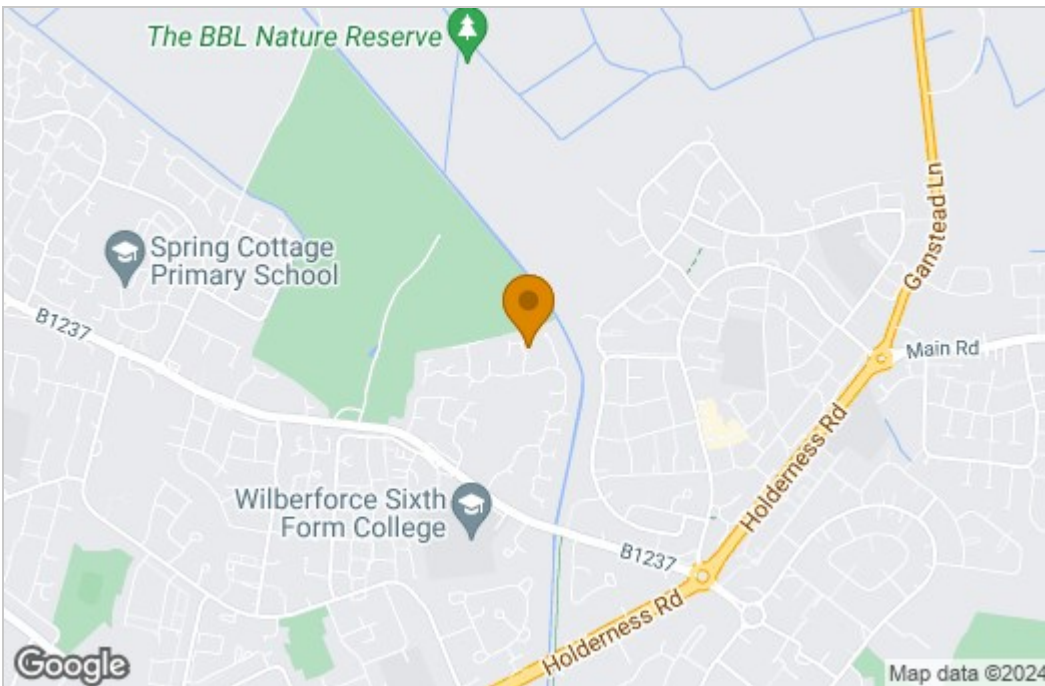 The BBL Nature Reserve
Ganstead Ln
Spring Cottage
Primary School
B1237
Main Rd
Holderness Rd
Wilberforce Sixth
Form College
B1237
Holderness Rd
Google
Map data ©2024